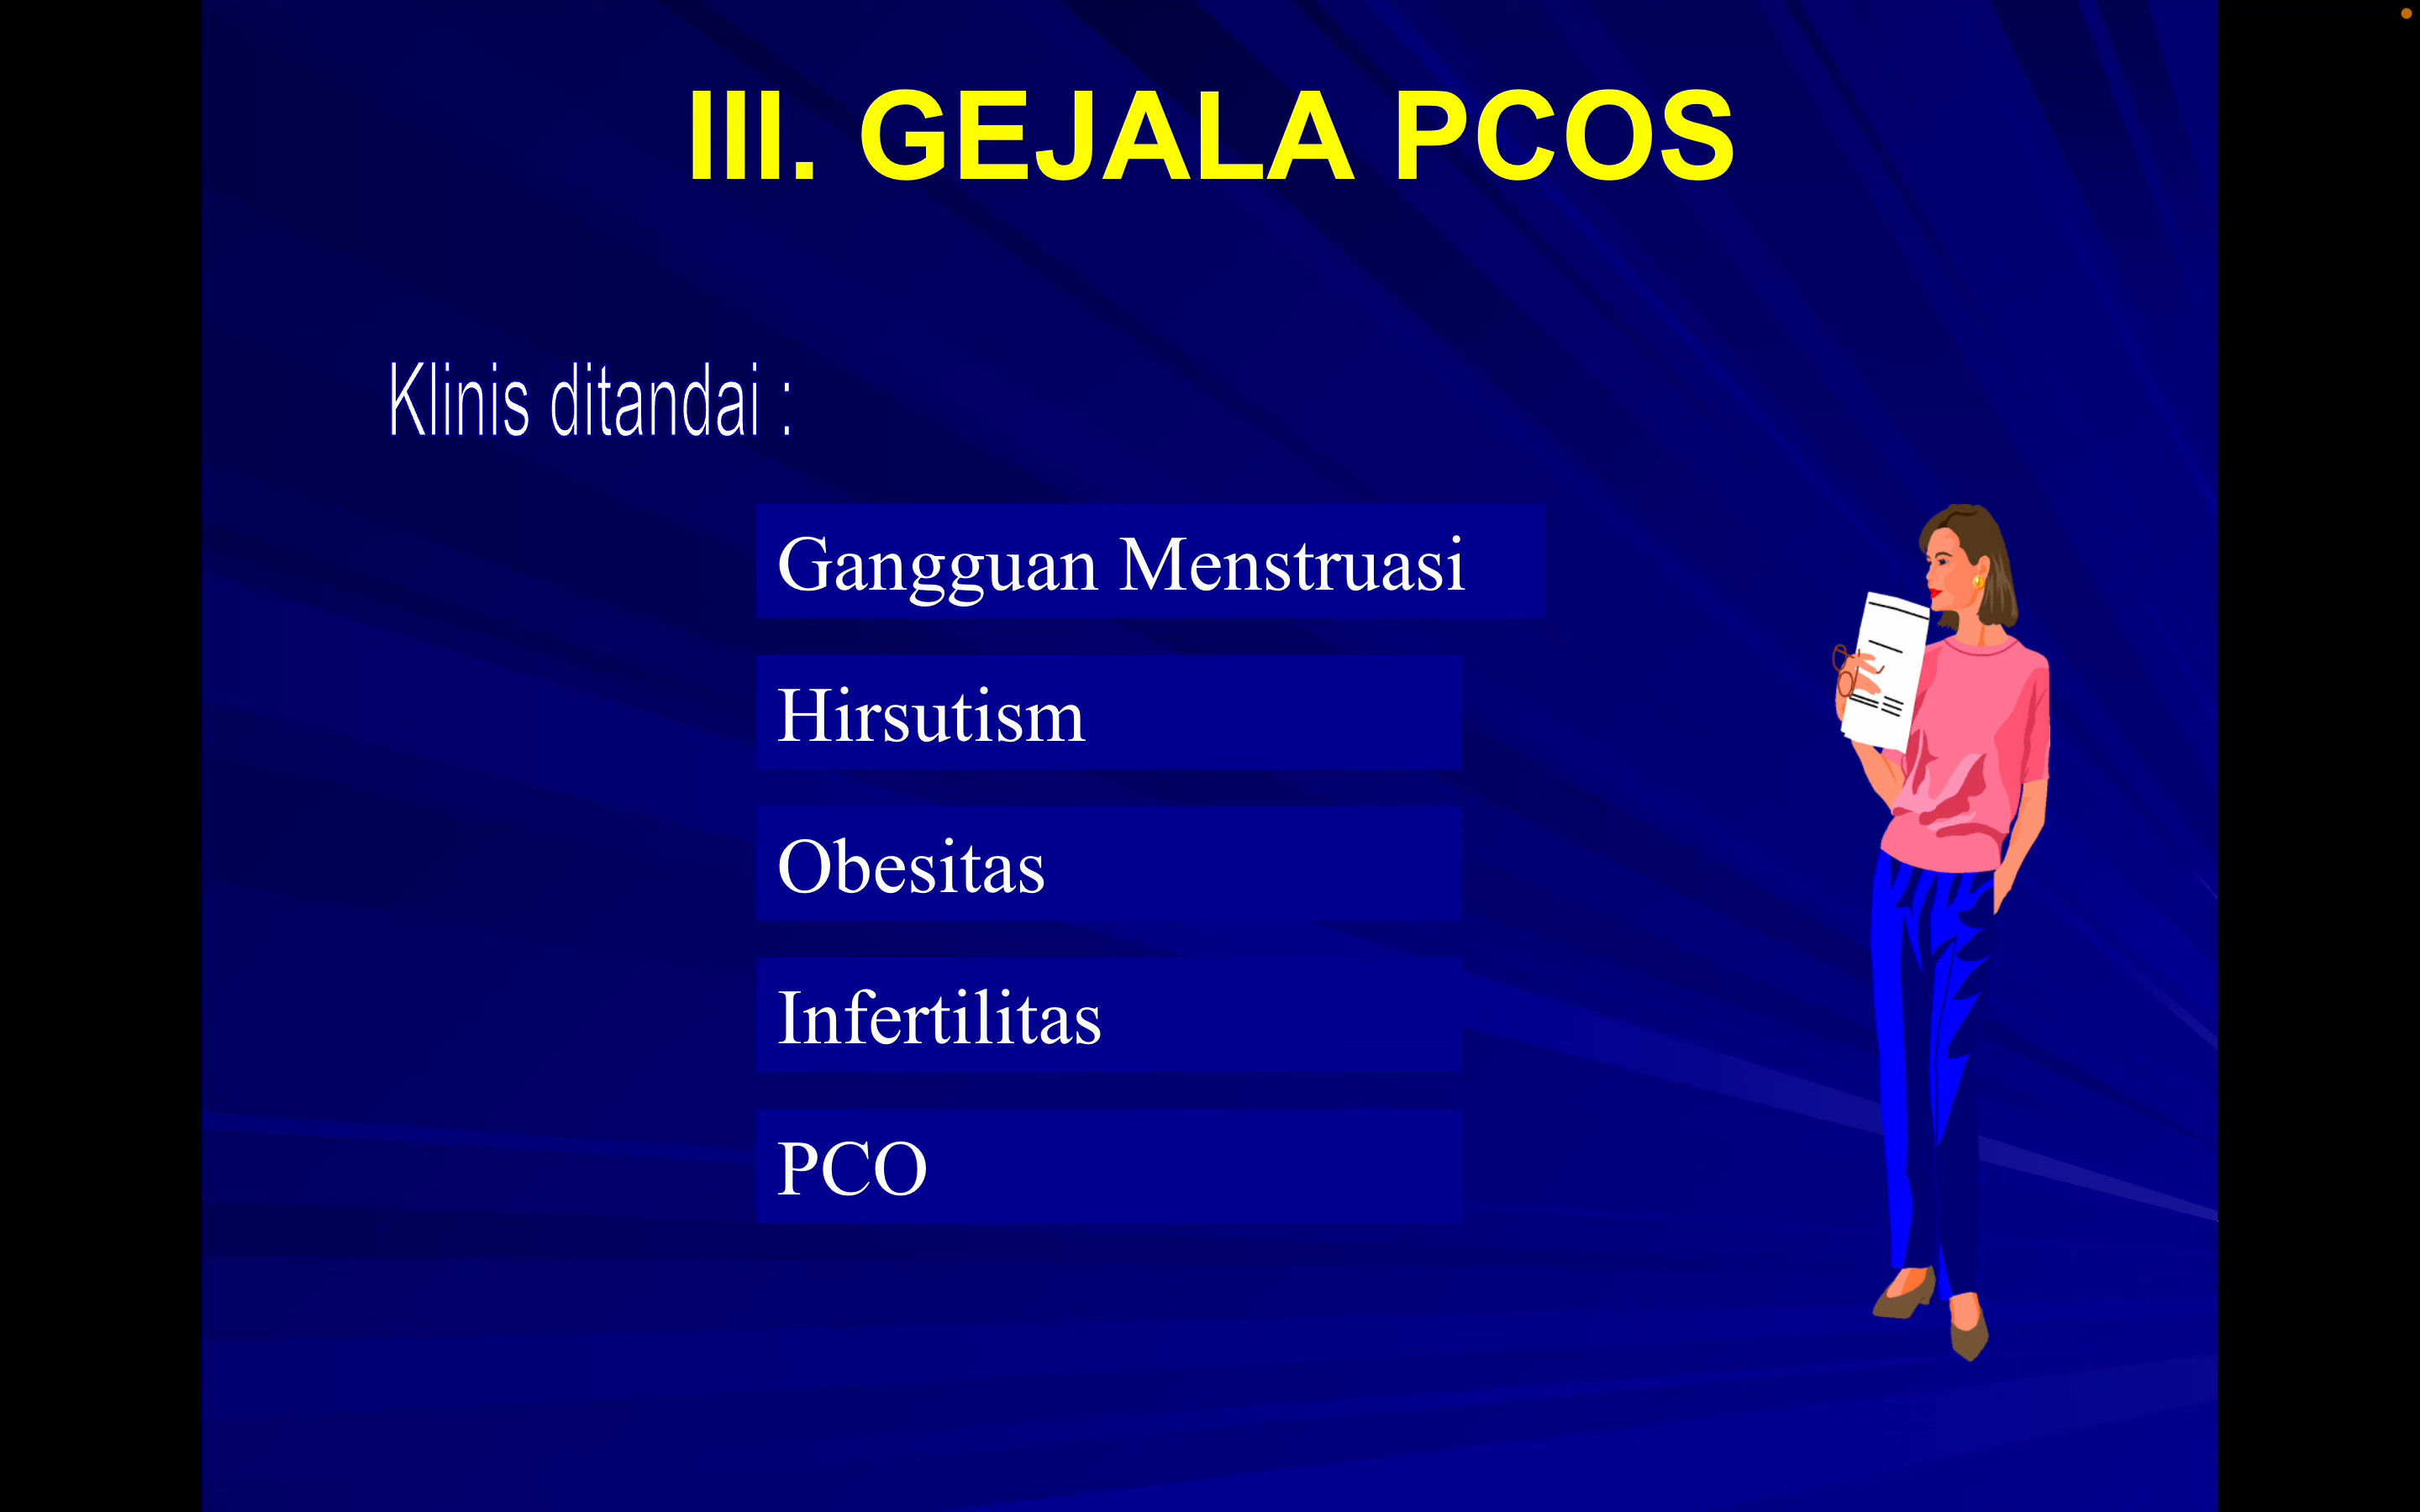 III. GEJALA PCOS
Klinis ditandai :
Gangguan Menstruasi
Hirsutism
Obesitas
Infertilitas
PCO